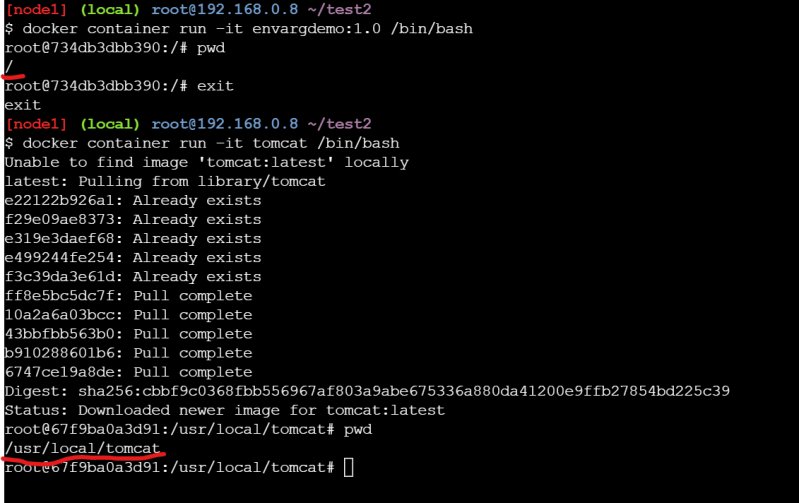 [node1] (local) root@192.168.0.8 ~/test2
$ docker container run -it envargdemo:1.0 /bin/bash
root@734db3dbb390:/# pwd
/
root@734db3dbb390:/# exit
exit
[node1] (local) root@192.168.0.8 ~/test2
$ docker container run -it tomcat /bin/bash
Unable to find image 'tomcat:latest' locally
latest: Pulling from library/tomcat
e22122b926a1: Already exists
f29e09ae8373: Already exists
e319e3daef68: Already exists
e499244fe254: Already exists
f3c39da3e61d: Already exists
ff8e5bc5dc7f: Pull complete
10a2a6a03bcc: Pull complete
43bbfbb563b0: Pull complete
b910288601b6: Pull complete
6747ce19a8de: Pull complete
Digest: sha256:cbbf9c0368fbb556967af803a9abe675336a880da41200e9ffb27854bd225c39
Status: Downloaded newer image for tomcat:latest
root@67f9ba0a3d91:/usr/local/tomcat# pwd
/usr/local/tomcat
root@67f9ba0a3d91:/usr/local/tomcat#